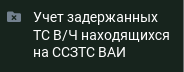 Учет задержанных
ТС В/Ч находящихся
на ССЗТС ВАИ